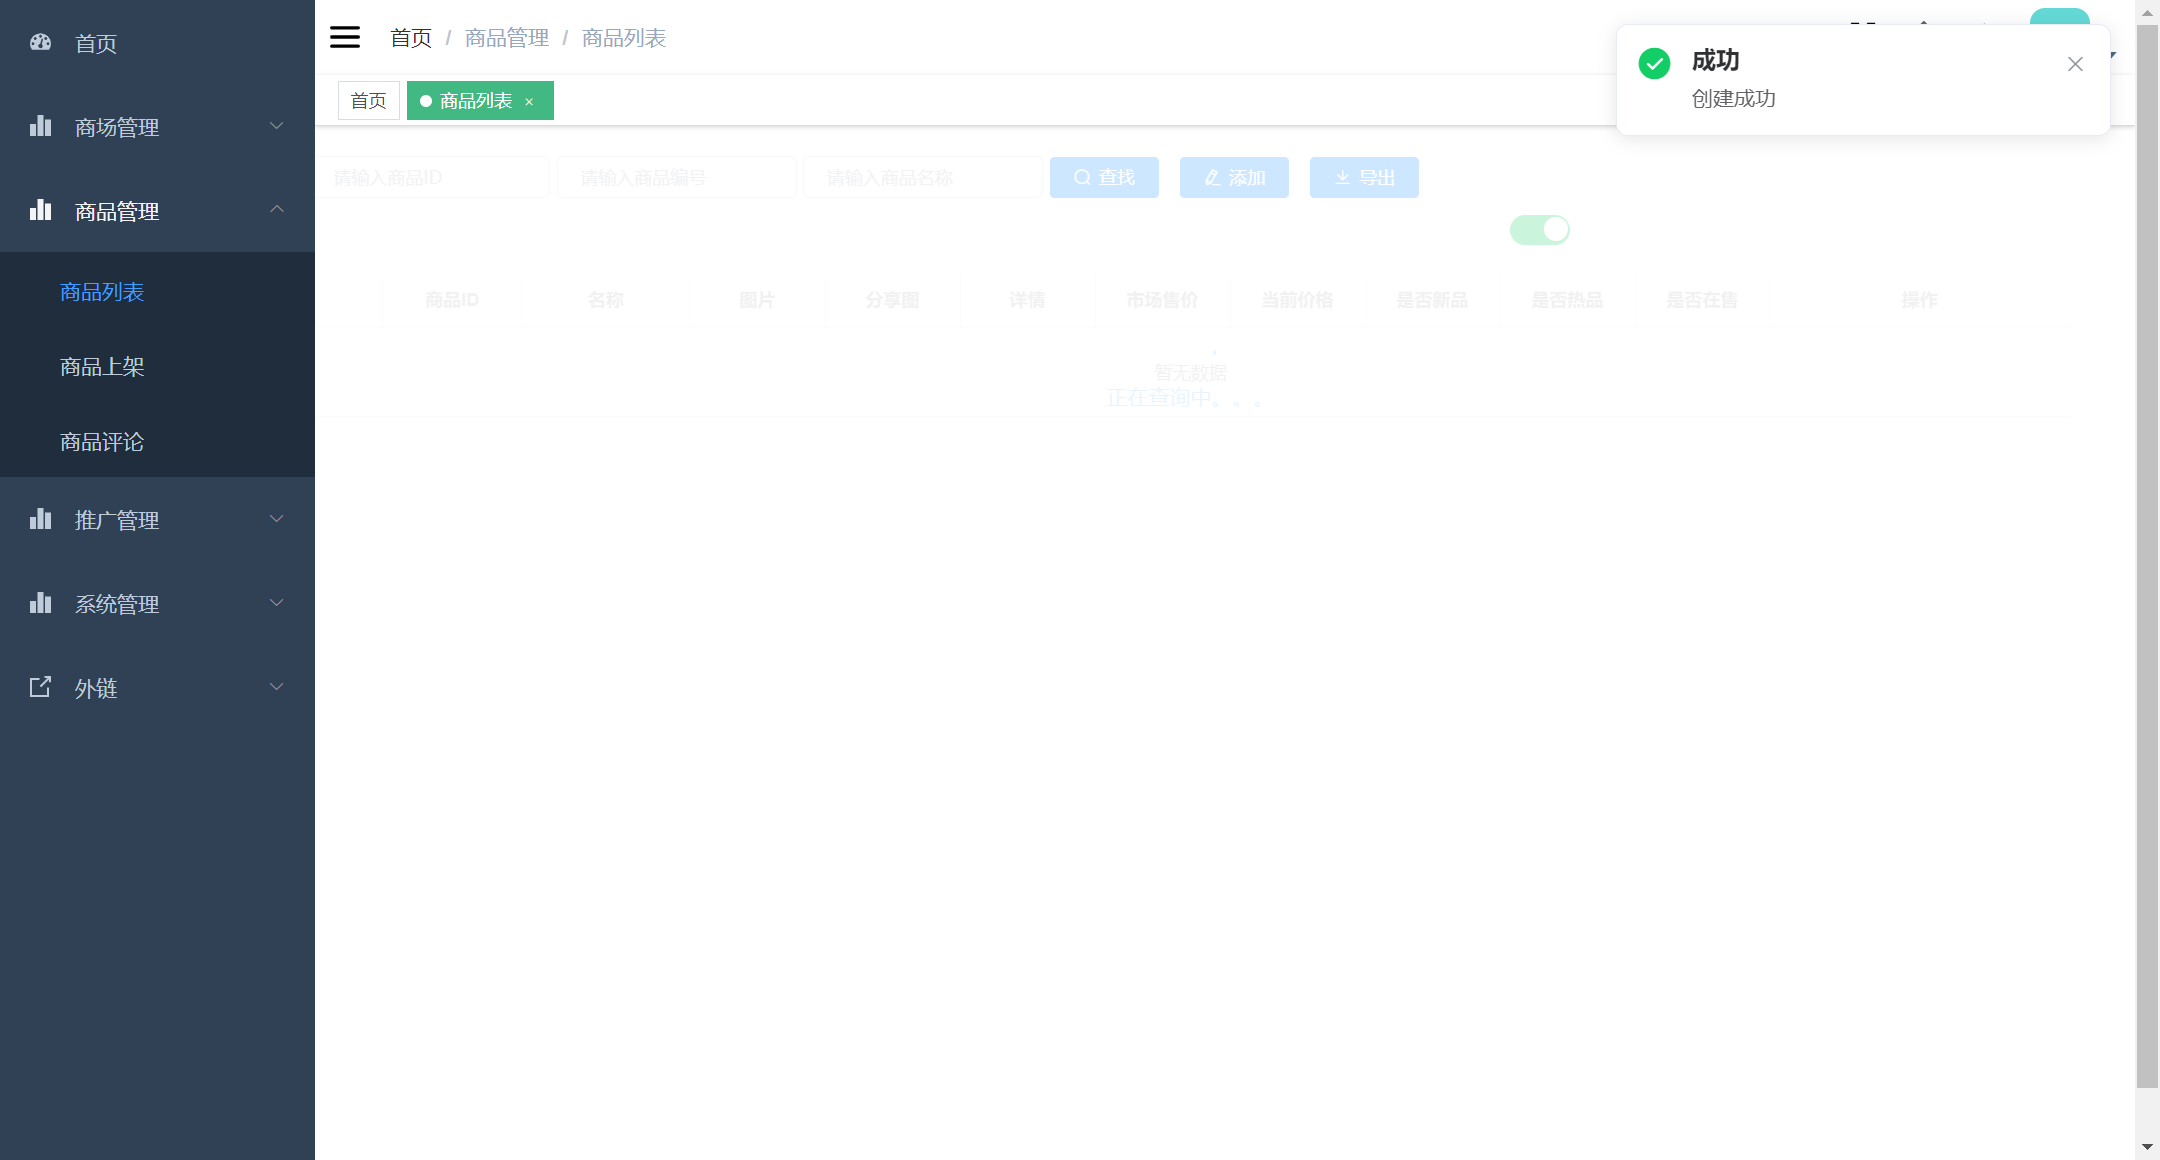 首页
商场管理
商品管理
商品列表
商品上架
商品评论
推广管理
系统管理
外链
首页 / 商品管理 / 商品列表
首页
商品列表 ×
成功
创建成功
请输入商品ID
请输入商品编号
请输入商品名称
查找
添加
导出
商品ID 名称 图片 分享图 详情 市场售价 当前价格 是否新品 是否热品 是否在售 操作
暂无数据
正在查询中。。。